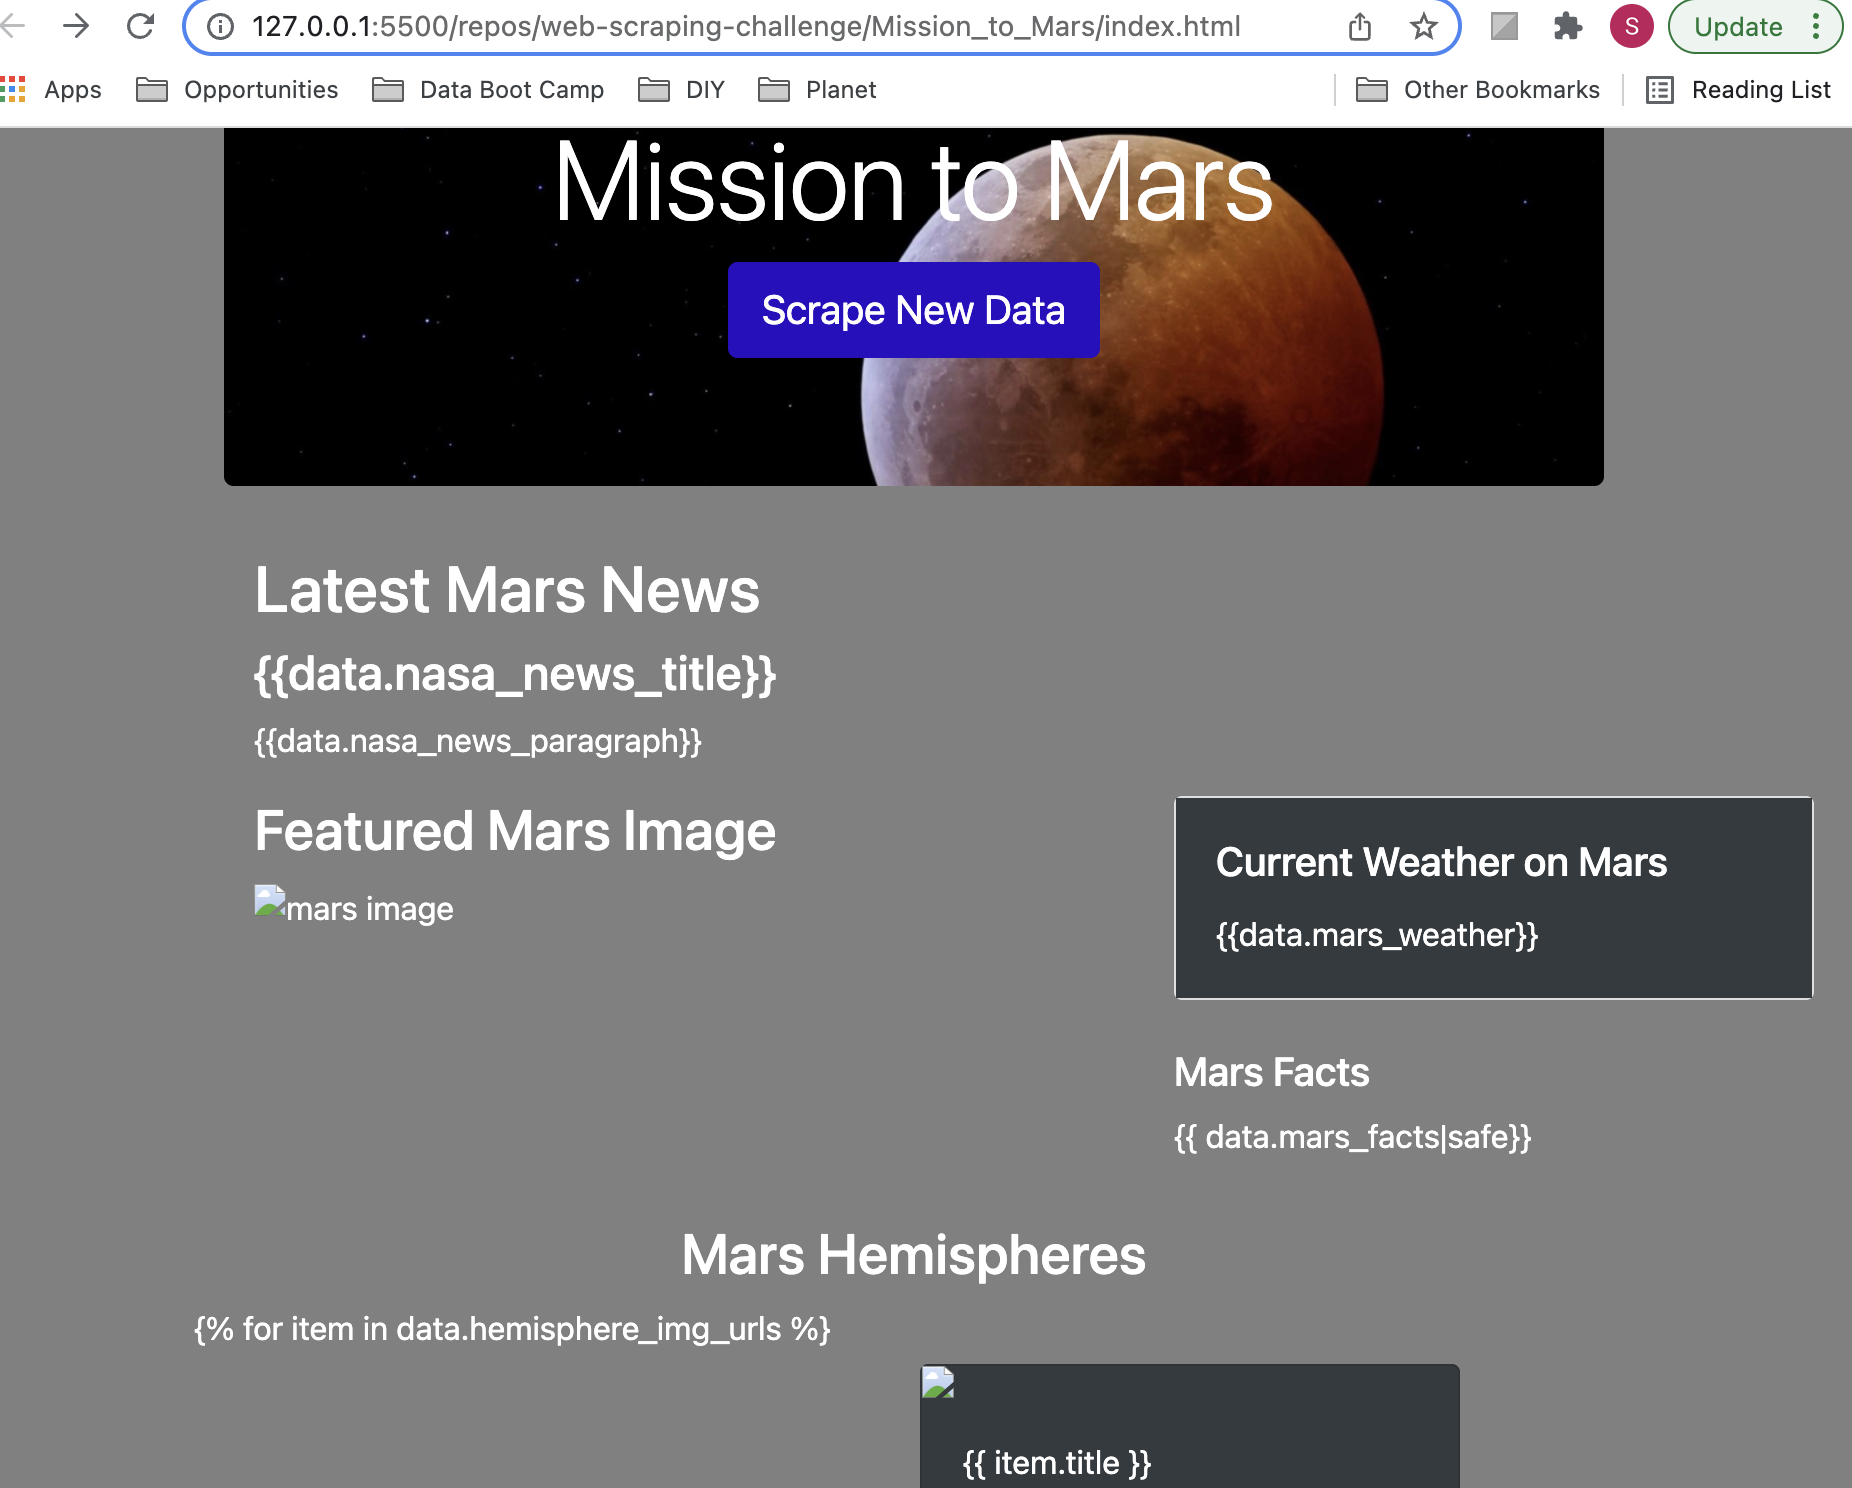 127.0.0.1:5500/repos/web-scraping-challenge/Mission_to_Mars/index.html
S
Update
Apps
Opportunities
Data Boot Camp
DIY
Planet
Other Bookmarks
Reading List
Mission to Mars
Scrape New Data
Latest Mars News
{{data.nasa_news_title}}
{{data.nasa_news_paragraph}}
Featured Mars Image
mars image
Current Weather on Mars
{{data.mars_weather}}
Mars Facts
{{ data.mars_facts|safe}}
Mars Hemispheres
{% for item in data.hemisphere_img_urls %}
{{ item.title }}